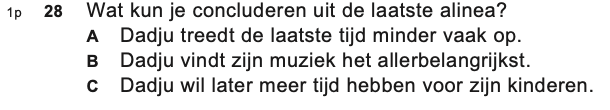 1p 28 Wat kun je concluderen uit de laatste alinea?
A Dadju treedt de laatste tijd minder vaak op.
B Dadju vindt zijn muziek het allerbelangrijkst.
C Dadju wil later meer tijd hebben voor zijn kinderen.